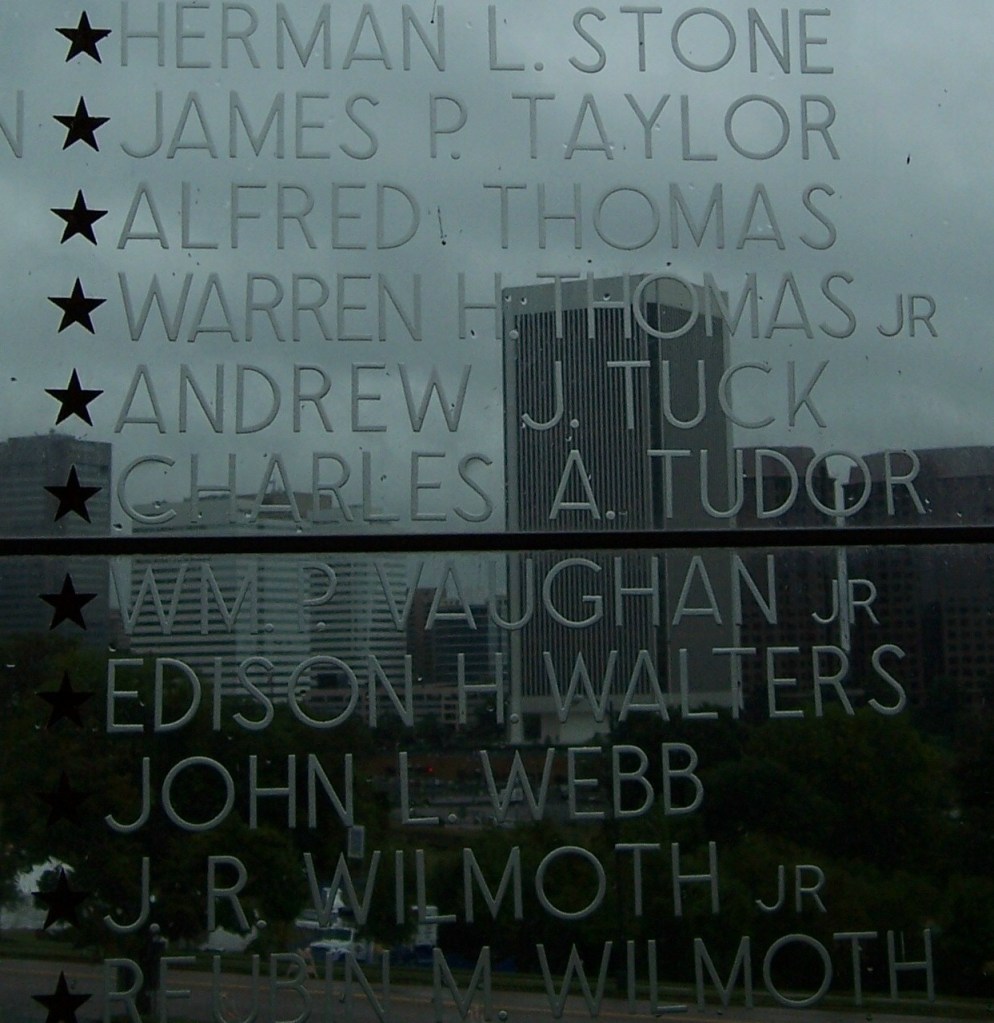 HERMAN L. STONE
N JAMES P. TAYLOR
ALFRED THOMAS
WARREN H. THOMAS JR
ANDREW J. TUCK
CHARLES A. TUDOR
WM. P. VAUGHAN JR
EDISON H. WALTERS
JOHN L. WEBB
J. R. WILMOTH JR
REUBIN M. WILMOTH